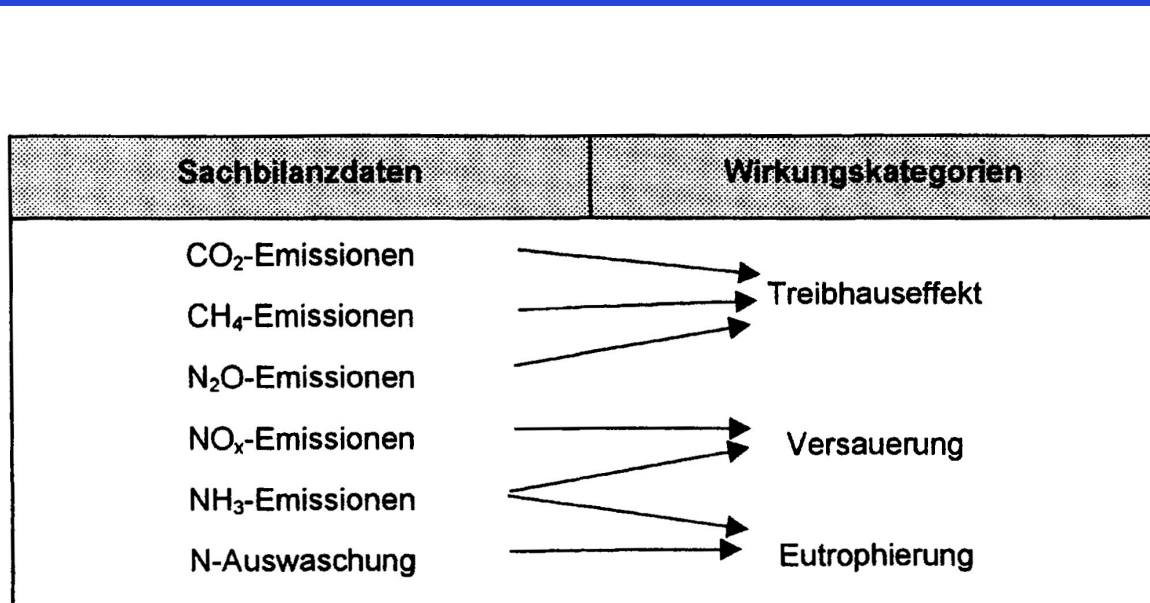 Sachbilanzdaten Wirkungskategorien
CO₂-Emissionen
Treibhauseffekt
CH₄-Emissionen
N₂O-Emissionen
NOₓ-Emissionen
Versauerung
NH₃-Emissionen
N-Auswaschung
Eutrophierung